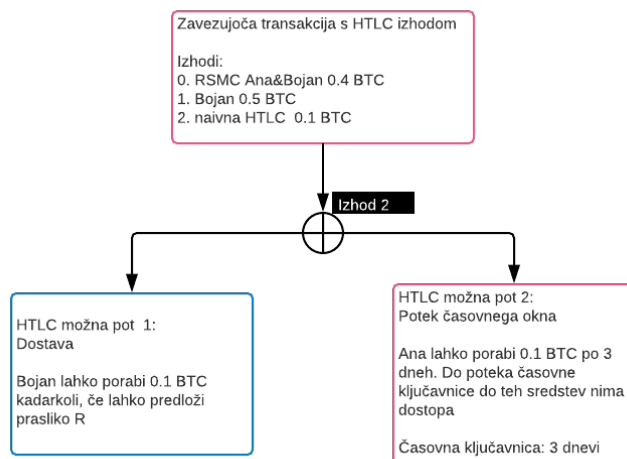 Zavezujoča transakcija s HTLC izhodom
Izhodi:
0. RSMC Ana&Bojan 0.4 BTC
1. Bojan 0.5 BTC
2. naivna HTLC  0.1 BTC
Izhod 2
HTLC možna pot  1:
Dostava
Bojan lahko porabi 0.1 BTC
kadarkoli, če lahko predloži
prasliko R
HTLC možna pot 2:
Potek časovnega okna
Ana lahko porabi 0.1 BTC po 3
dneh. Do poteka časovne
ključavnice do teh sredstev nima
dostopa
Časovna ključavnica: 3 dnevi